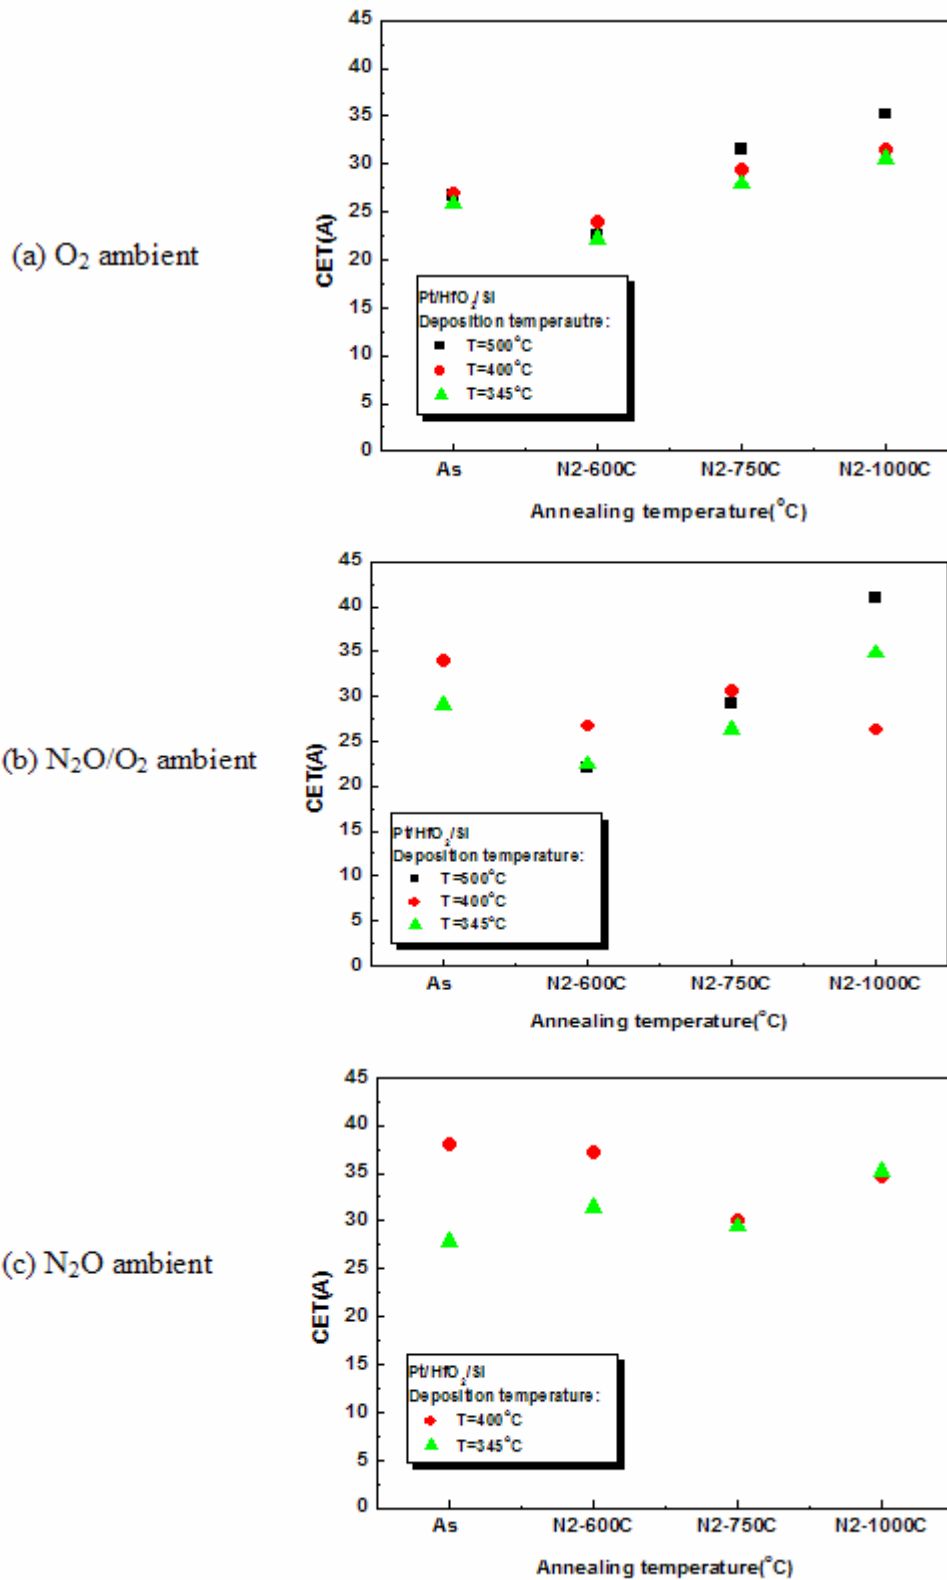 (a) O2 ambient
CET(A)
45
40
35
30
25
20
15
10
5
0
Pt/HfO2/Si
Deposition temperautre:
T=500°C
T=400°C
T=345°C
As N2-600C N2-750C N2-1000C
Annealing temperature(°C)
(b) N2O/O2 ambient
CET(A)
45
40
35
30
25
20
15
10
5
0
Pt/HfO2/Si
Deposition temperature:
T=500°C
T=400°C
T=345°C
As N2-600C N2-750C N2-1000C
Annealing temperature(°C)
(c) N2O ambient
CET(A)
45
40
35
30
25
20
15
10
5
0
Pt/HfO2/Si
Deposition temperature:
T=400°C
T=345°C
As N2-600C N2-750C N2-1000C
Annealing temperature(°C)